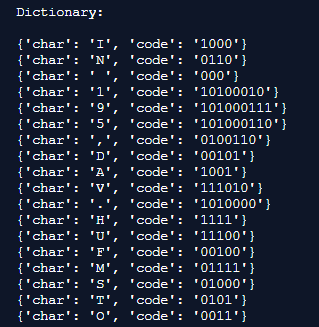 Dictionary:
{'char': 'I', 'code': '1000'}
{'char': 'N', 'code': '0110'}
{'char': ' ', 'code': '000'}
{'char': '1', 'code': '10100010'}
{'char': '9', 'code': '101000111'}
{'char': '5', 'code': '101000110'}
{'char': ',', 'code': '0100110'}
{'char': 'D', 'code': '00101'}
{'char': 'A', 'code': '1001'}
{'char': 'V', 'code': '111010'}
{'char': '.', 'code': '1010000'}
{'char': 'H', 'code': '1111'}
{'char': 'U', 'code': '11100'}
{'char': 'F', 'code': '00100'}
{'char': 'M', 'code': '01111'}
{'char': 'S', 'code': '01000'}
{'char': 'T', 'code': '0101'}
{'char': 'O', 'code': '0011'}